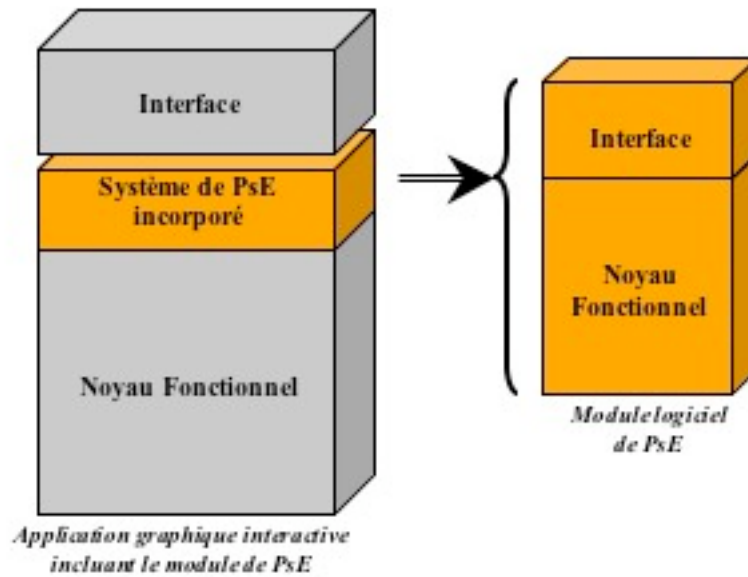 Interface
Système de PsE
incorporé
Noyau Fonctionnel
Application graphique interactive
incluant le module de PsE
Interface
Noyau
Fonctionnel
Module logiciel
de PsE